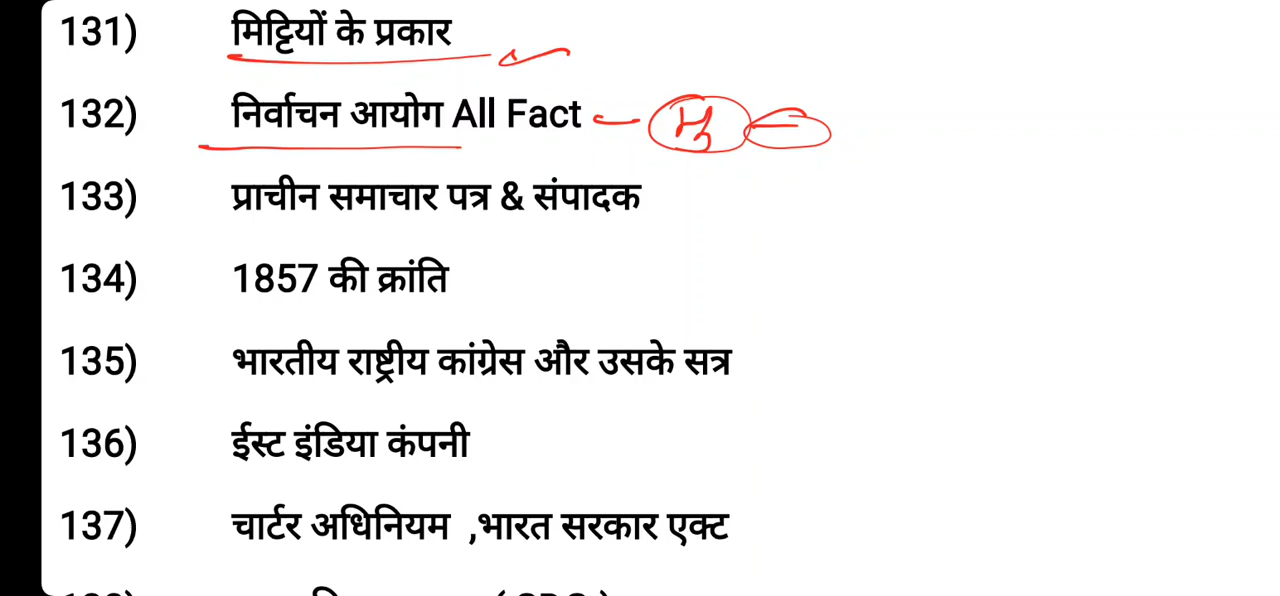 131) मिट्टियों के प्रकार
132) निर्वाचन आयोग All Fact
133) प्राचीन समाचार पत्र & संपादक
134) 1857 की क्रांति
135) भारतीय राष्ट्रीय कांग्रेस और उसके सत्र
136) ईस्ट इंडिया कंपनी
137) चार्टर अधिनियम ,भारत सरकार एक्ट